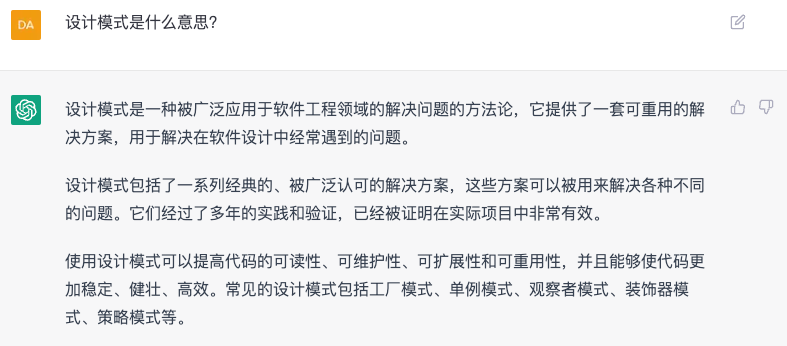 DA
设计模式是什么意思?
设计模式是一种被广泛应用于软件工程领域的解决问题的方法论，它提供了一套可重用的解
决方案，用于解决在软件设计中经常遇到的问题。
设计模式包括了一系列经典的、被广泛认可的解决方案，这些方案可以被用来解决各种不同
的问题。它们经过了多年的实践和验证，已经被证明在实际项目中非常有效。
使用设计模式可以提高代码的可读性、可维护性、可扩展性和可重用性，并且能够使代码更
加稳定、健壮、高效。常见的设计模式包括工厂模式、单例模式、观察者模式、装饰器模
式、策略模式等。